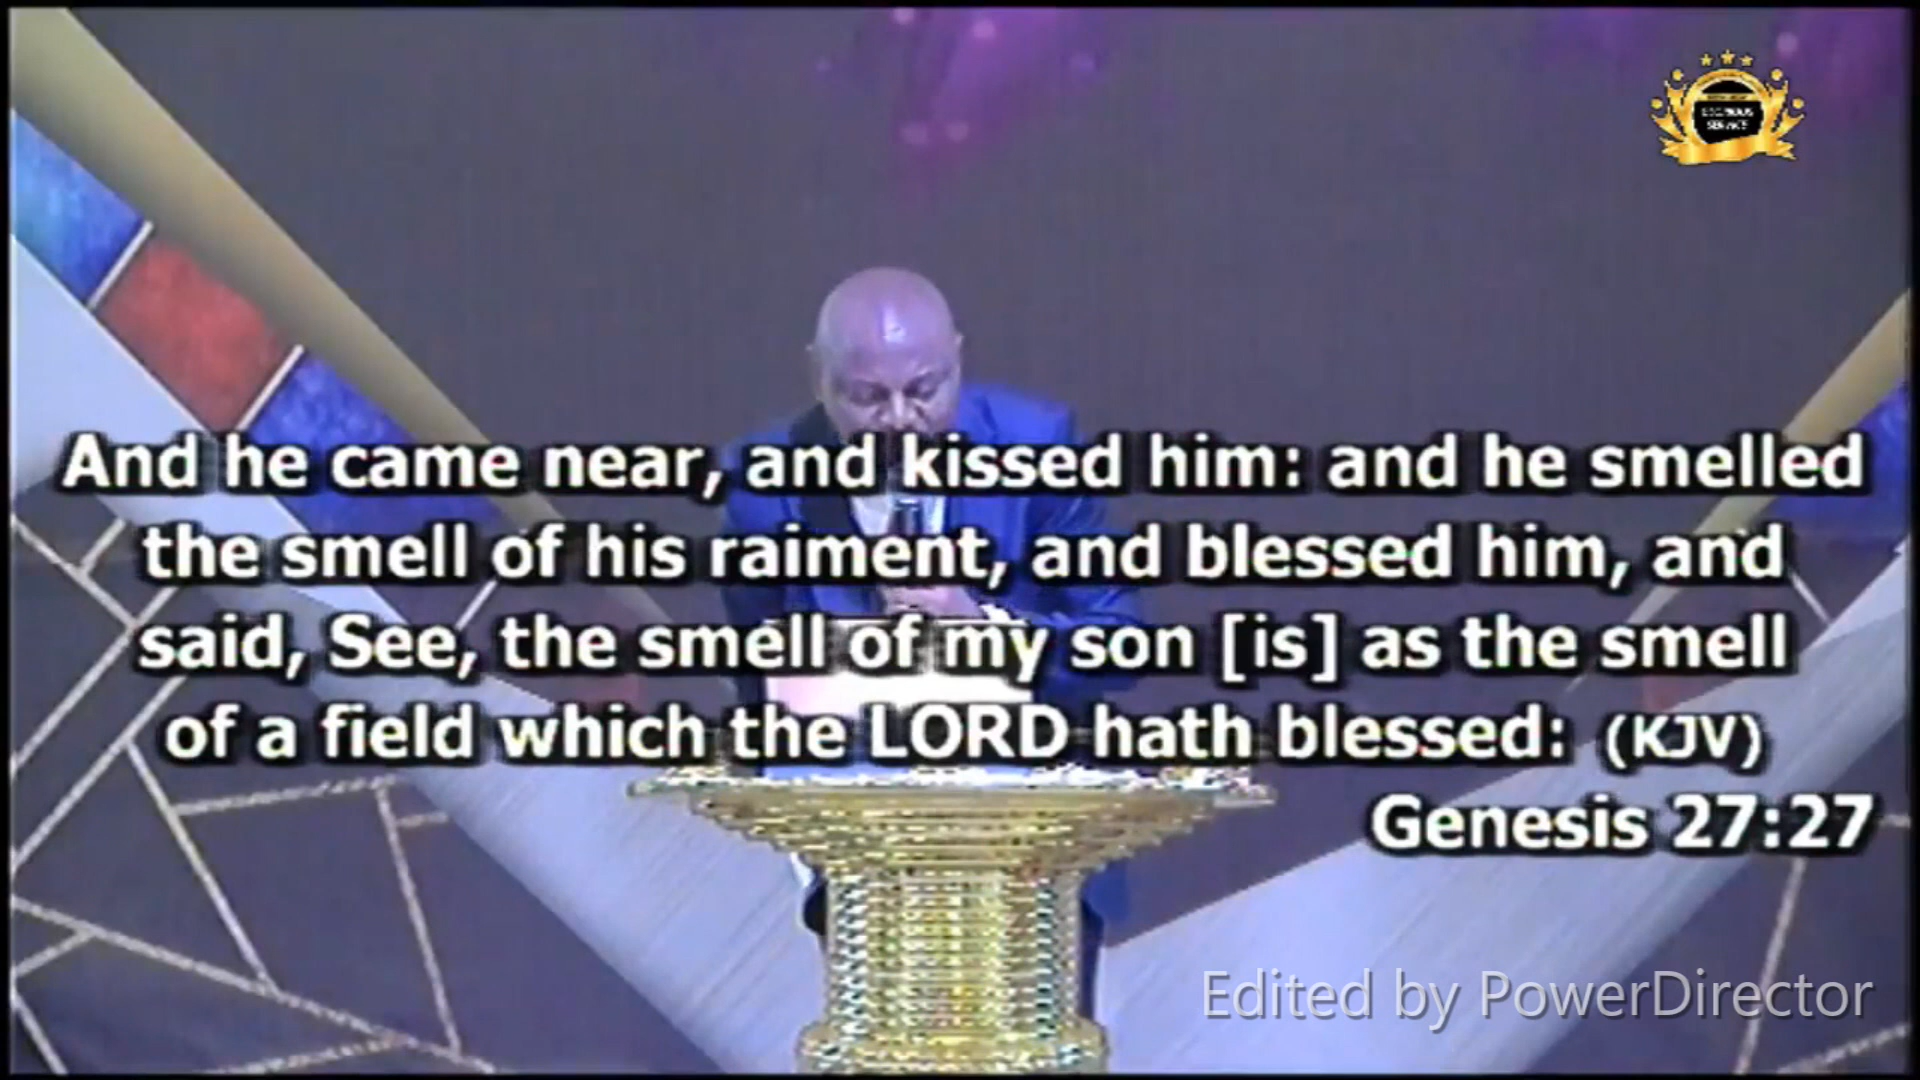 And he came near, and kissed him: and he smelled
the smell of his raiment, and blessed him, and
said, See, the smell of my son [is] as the smell
of a field which the LORD hath blessed: (KJV)
Genesis 27:27
Edited by PowerDirector